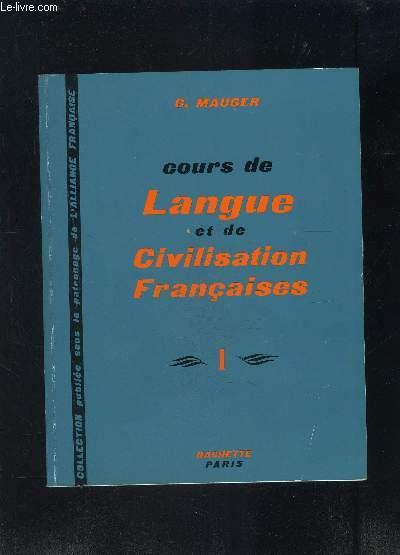 Le-livre.com
G. MAUGER
cours de
Langue
et de
Civilisation
Françaises
I
HACHETTE
PARIS
COLLECTION publiée sous le patronage de L'ALLIANCE FRANÇAISE